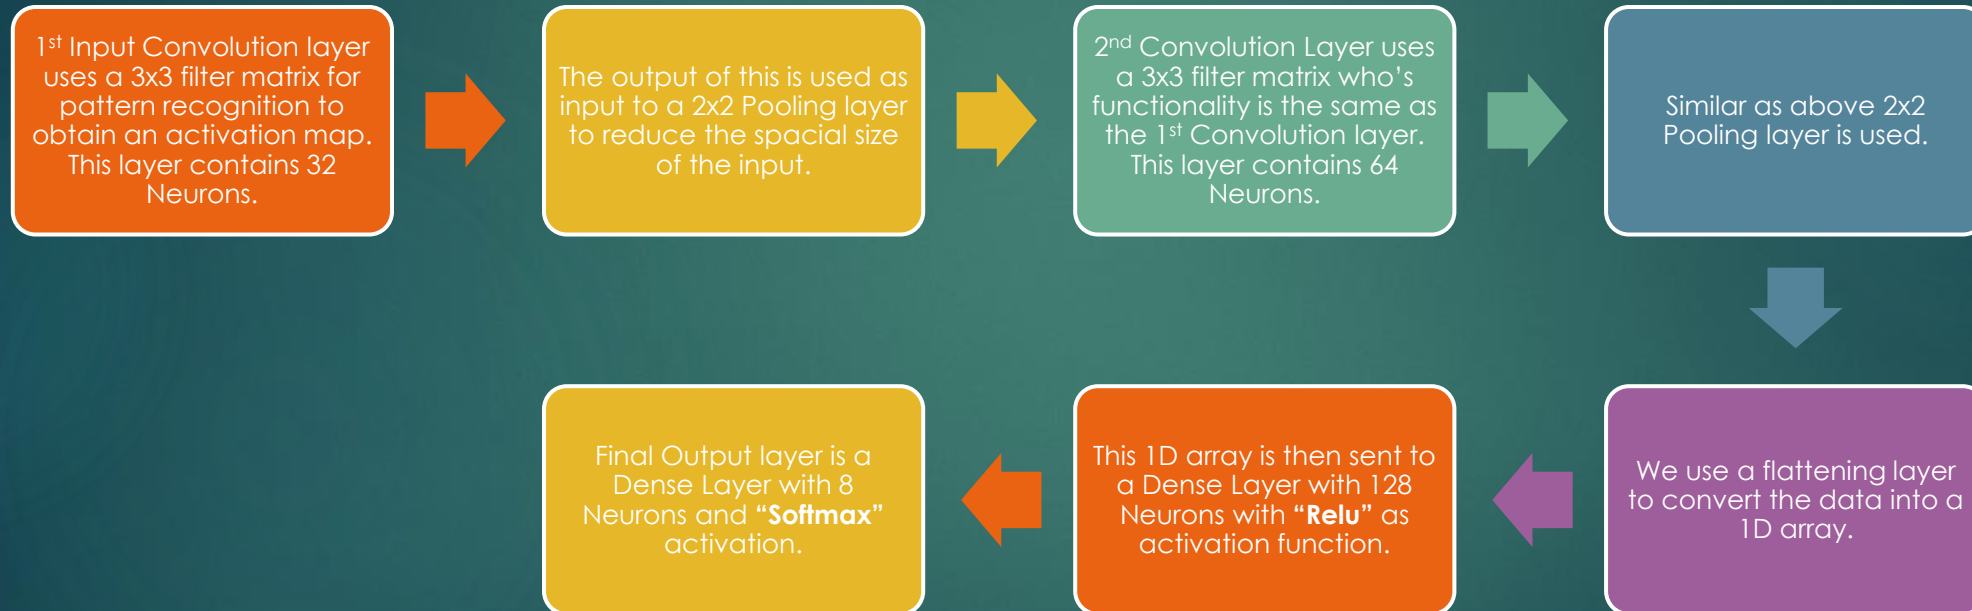 1st Input Convolution layer
uses a 3x3 filter matrix for
pattern recognition to
obtain an activation map.
This layer contains 32
Neurons.
The output of this is used as
input to a 2x2 Pooling layer
to reduce the spacial size
of the input.
2nd Convolution Layer uses
a 3x3 filter matrix who’s
functionality is the same as
the 1st Convolution layer.
This layer contains 64
Neurons.
Similar as above 2x2
Pooling layer is used.
We use a flattening layer
to convert the data into a
1D array.
This 1D array is then sent to
a Dense Layer with 128
Neurons with “Relu” as
activation function.
Final Output layer is a
Dense Layer with 8
Neurons and “Softmax”
activation.